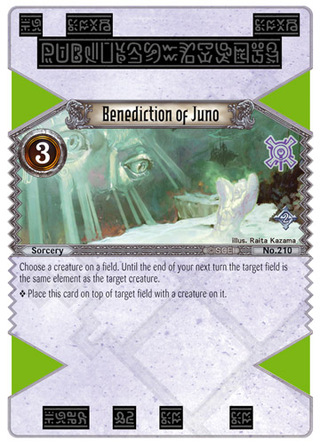 Benediction of Juno
3
illus. Raita Kazama
Sorcery
SGE
No.210
Choose a creature on a field. Until the end of your next turn the target field is
the same element as the target creature.
❖ Place this card on top of target field with a creature on it.